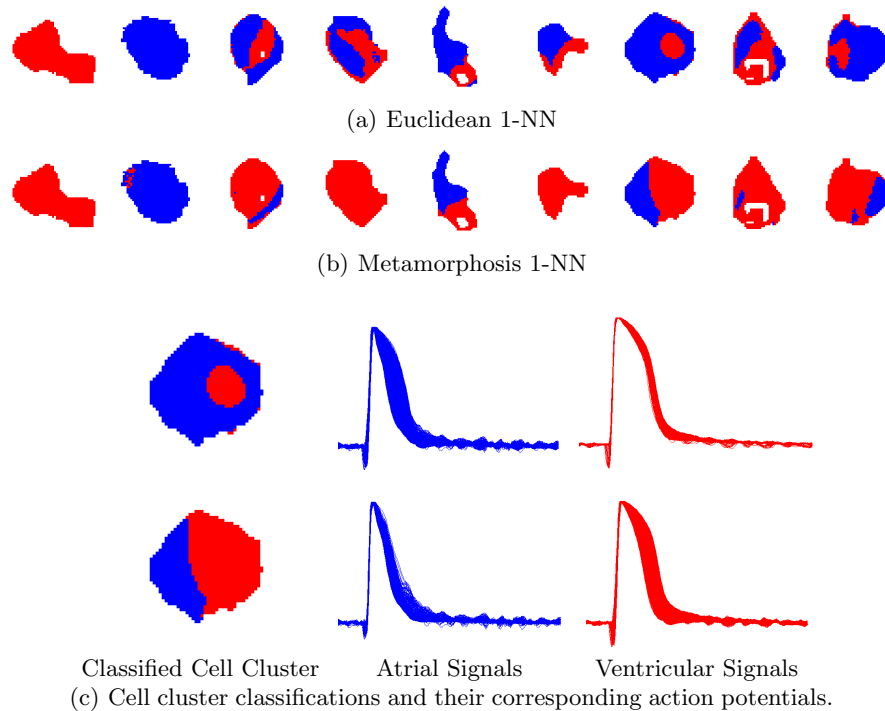 (a) Euclidean 1-NN
(b) Metamorphosis 1-NN
Classified Cell Cluster
Atrial Signals
Ventricular Signals
(c) Cell cluster classifications and their corresponding action potentials.